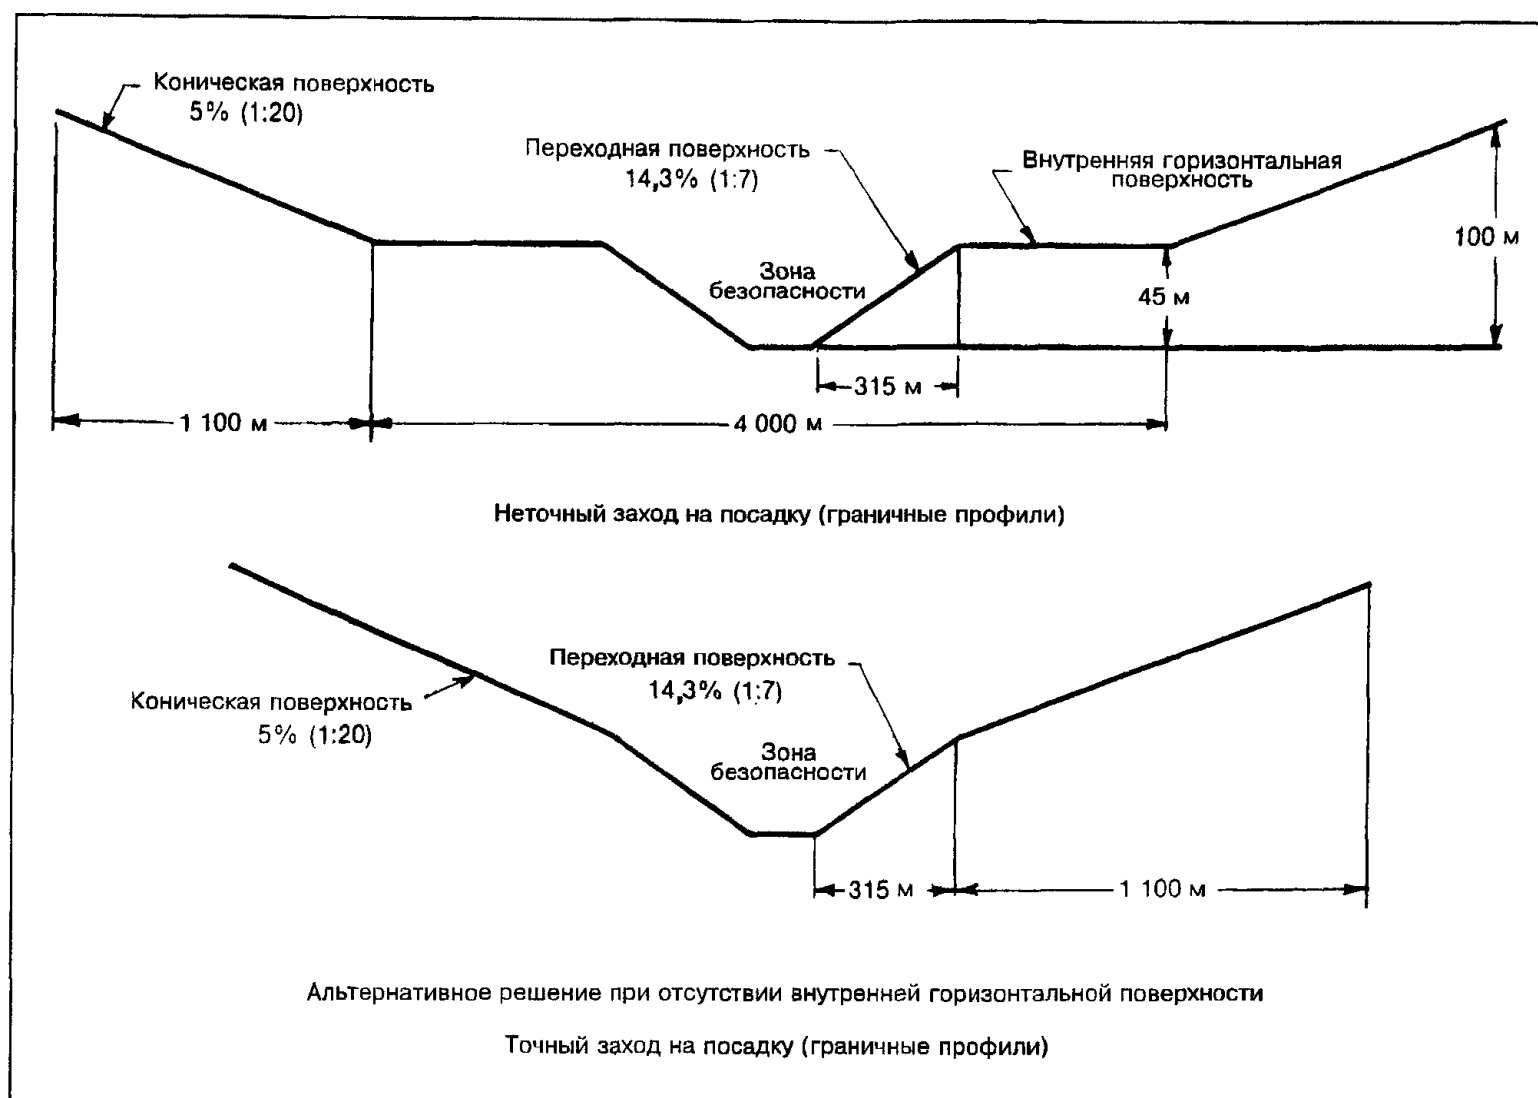 Коническая поверхность
5% (1:20)
Переходная поверхность
14,3% (1:7)
Внутренняя горизонтальная
поверхность
100 м
Зона
безопасности
45 м
315 м
1 100 м
4 000 м
Неточный заход на посадку (граничные профили)
Переходная поверхность
14,3% (1:7)
Коническая поверхность
5% (1:20)
Зона
безопасности
315 м
1 100 м
Альтернативное решение при отсутствии внутренней горизонтальной поверхности
Точный заход на посадку (граничные профили)